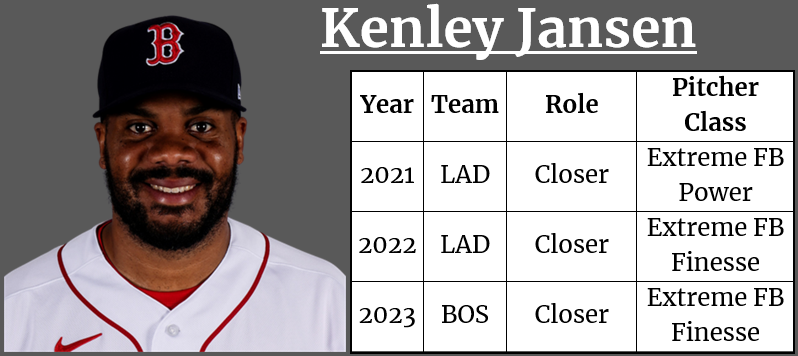 Kenley Jansen
Year Team Role Pitcher Class
2021 LAD Closer Extreme FB Power
2022 LAD Closer Extreme FB Finesse
2023 BOS Closer Extreme FB Finesse
B